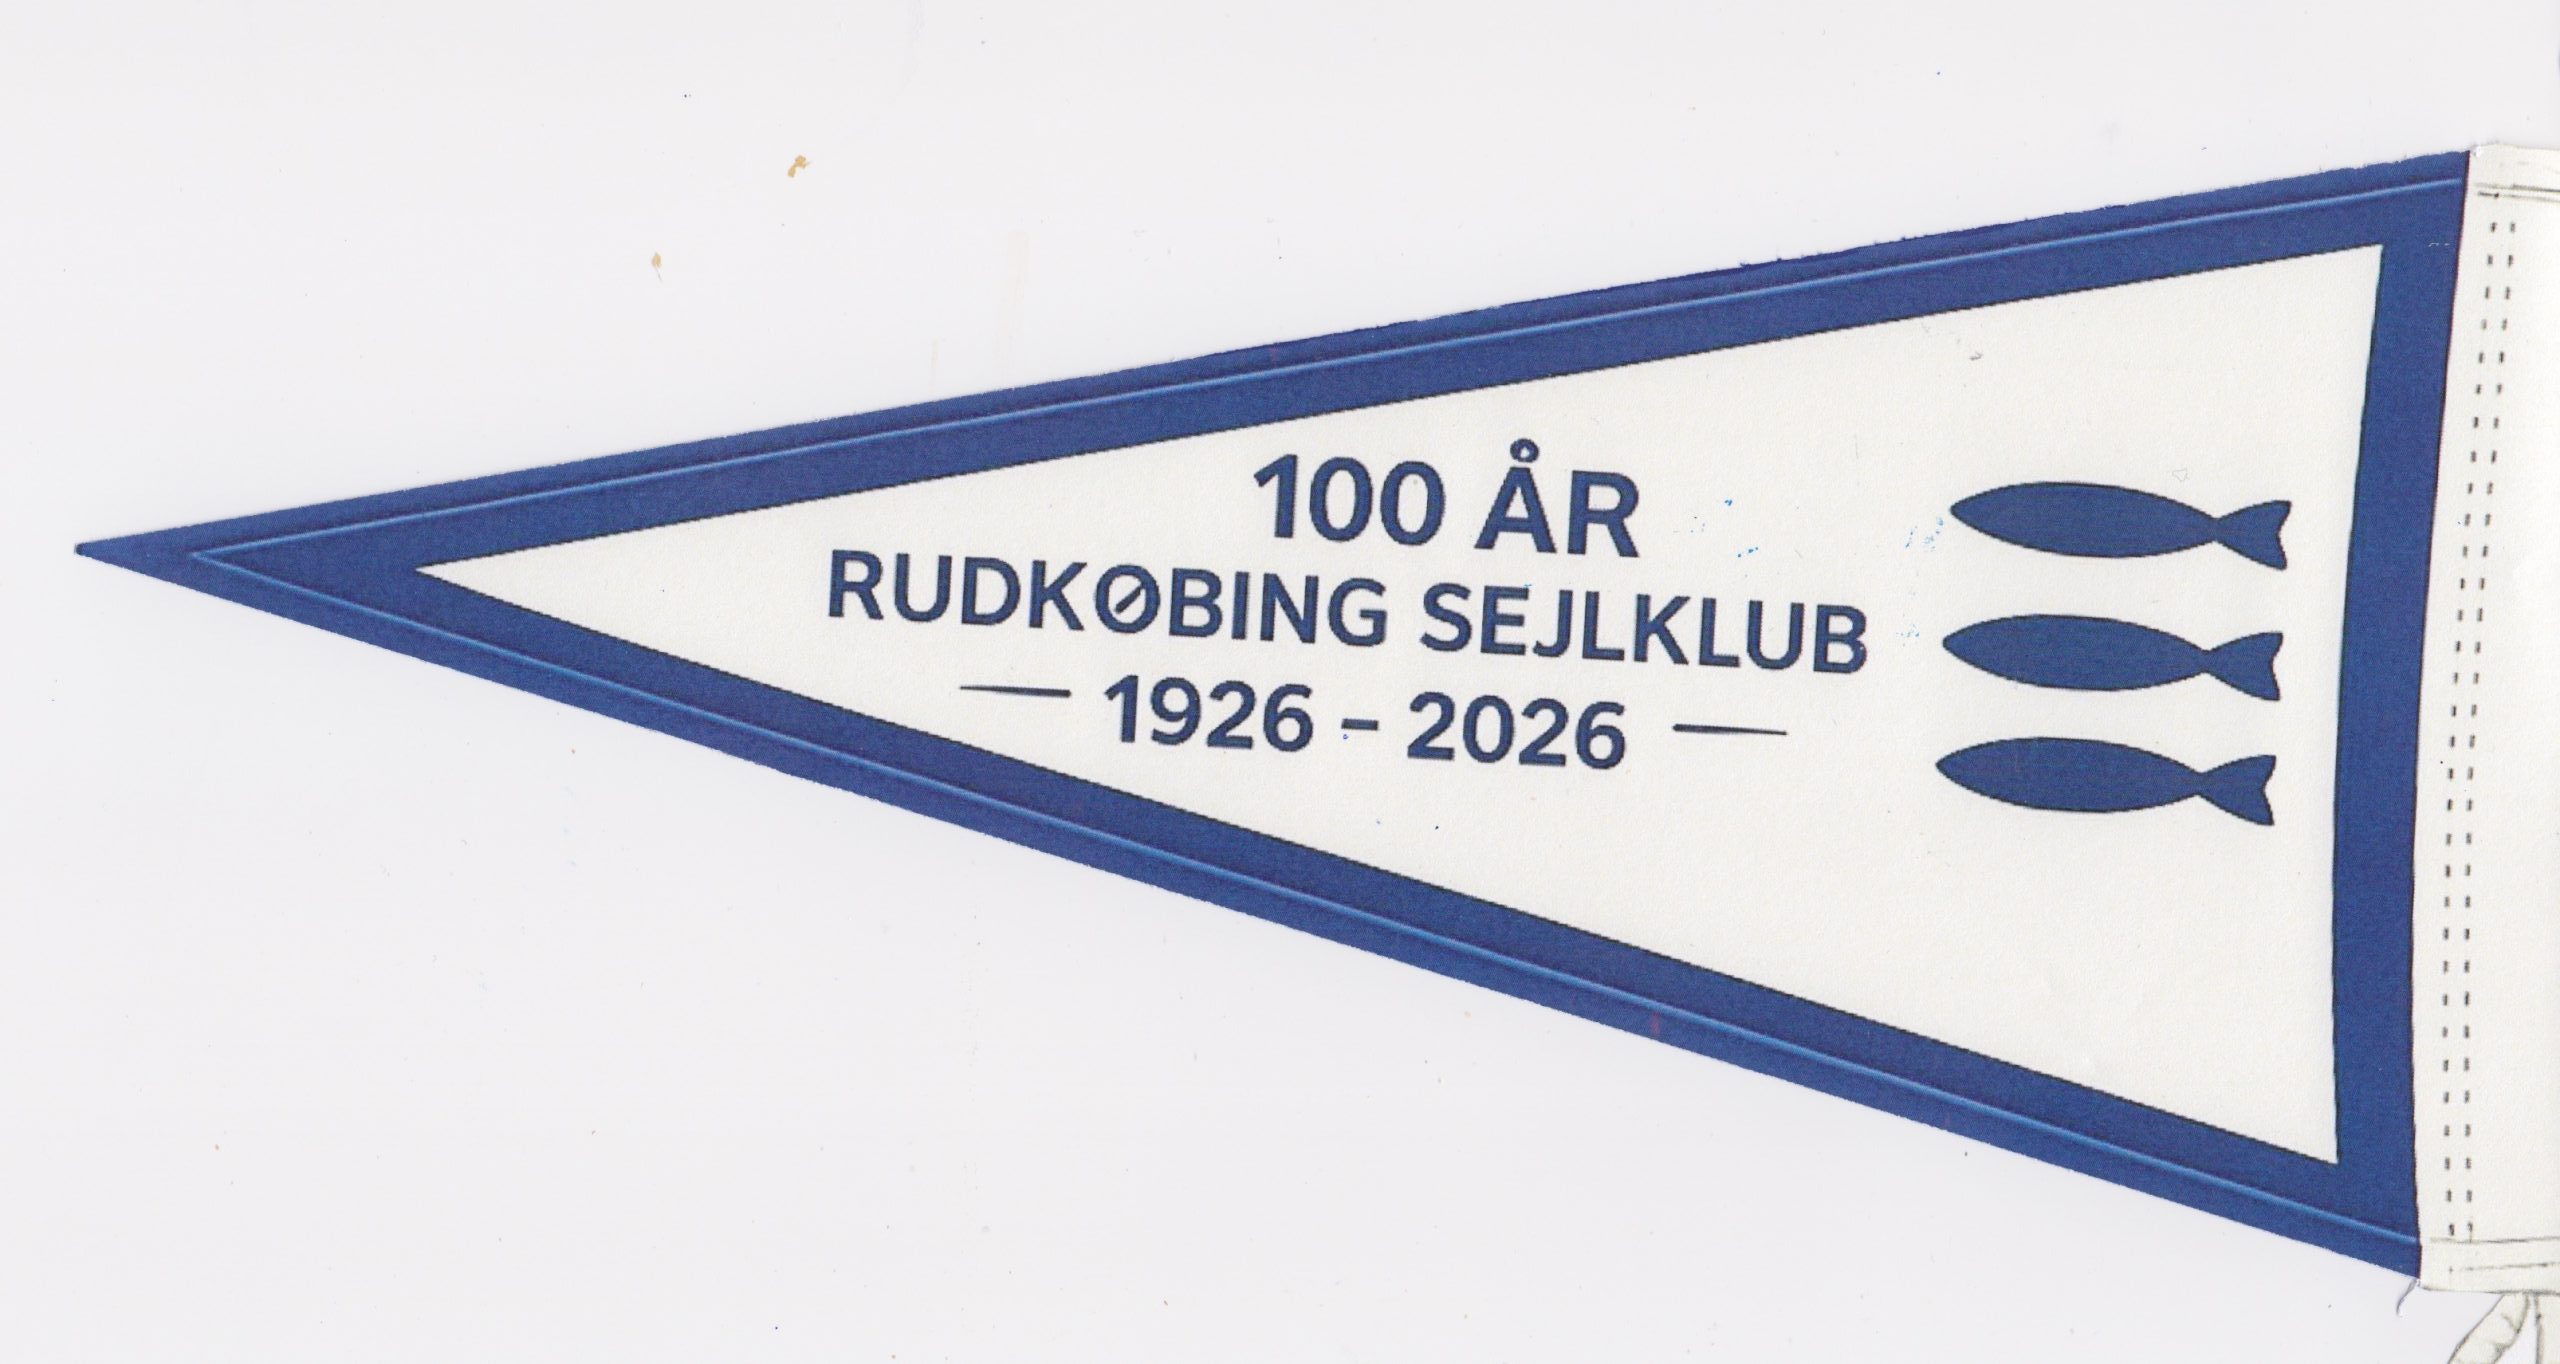 100 ÅR
RUDKØBING SEJLKLUB
— 1926 - 2026 —